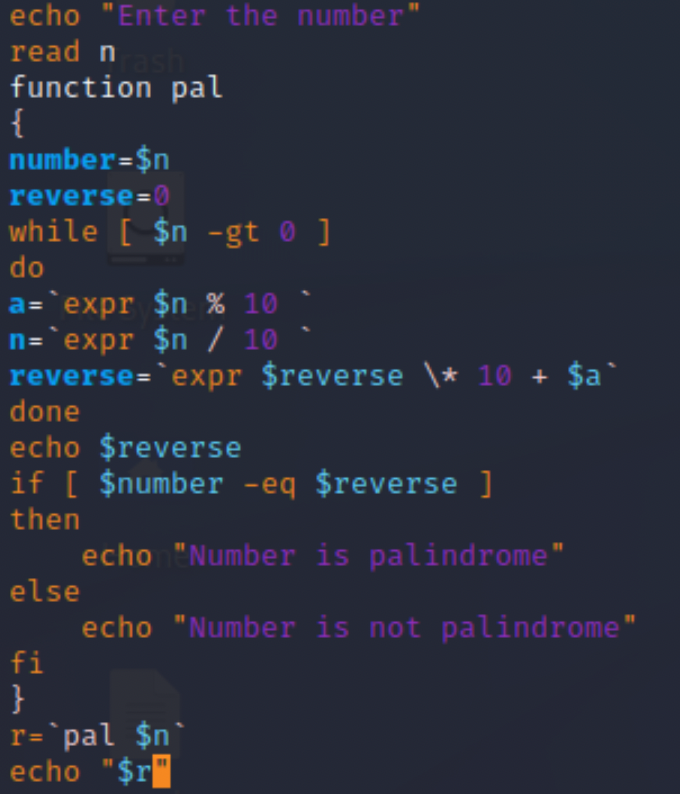 echo "Enter the number"
read n
function pal
{
number=$n
reverse=0
while [ $n -gt 0 ]
do
a=`expr $n % 10 `
n=`expr $n / 10 `
reverse=`expr $reverse \* 10 + $a`
done
echo $reverse
if [ $number -eq $reverse ]
then
    echo "Number is palindrome"
else
    echo "Number is not palindrome"
fi
}
r=`pal $n`
echo "$r"